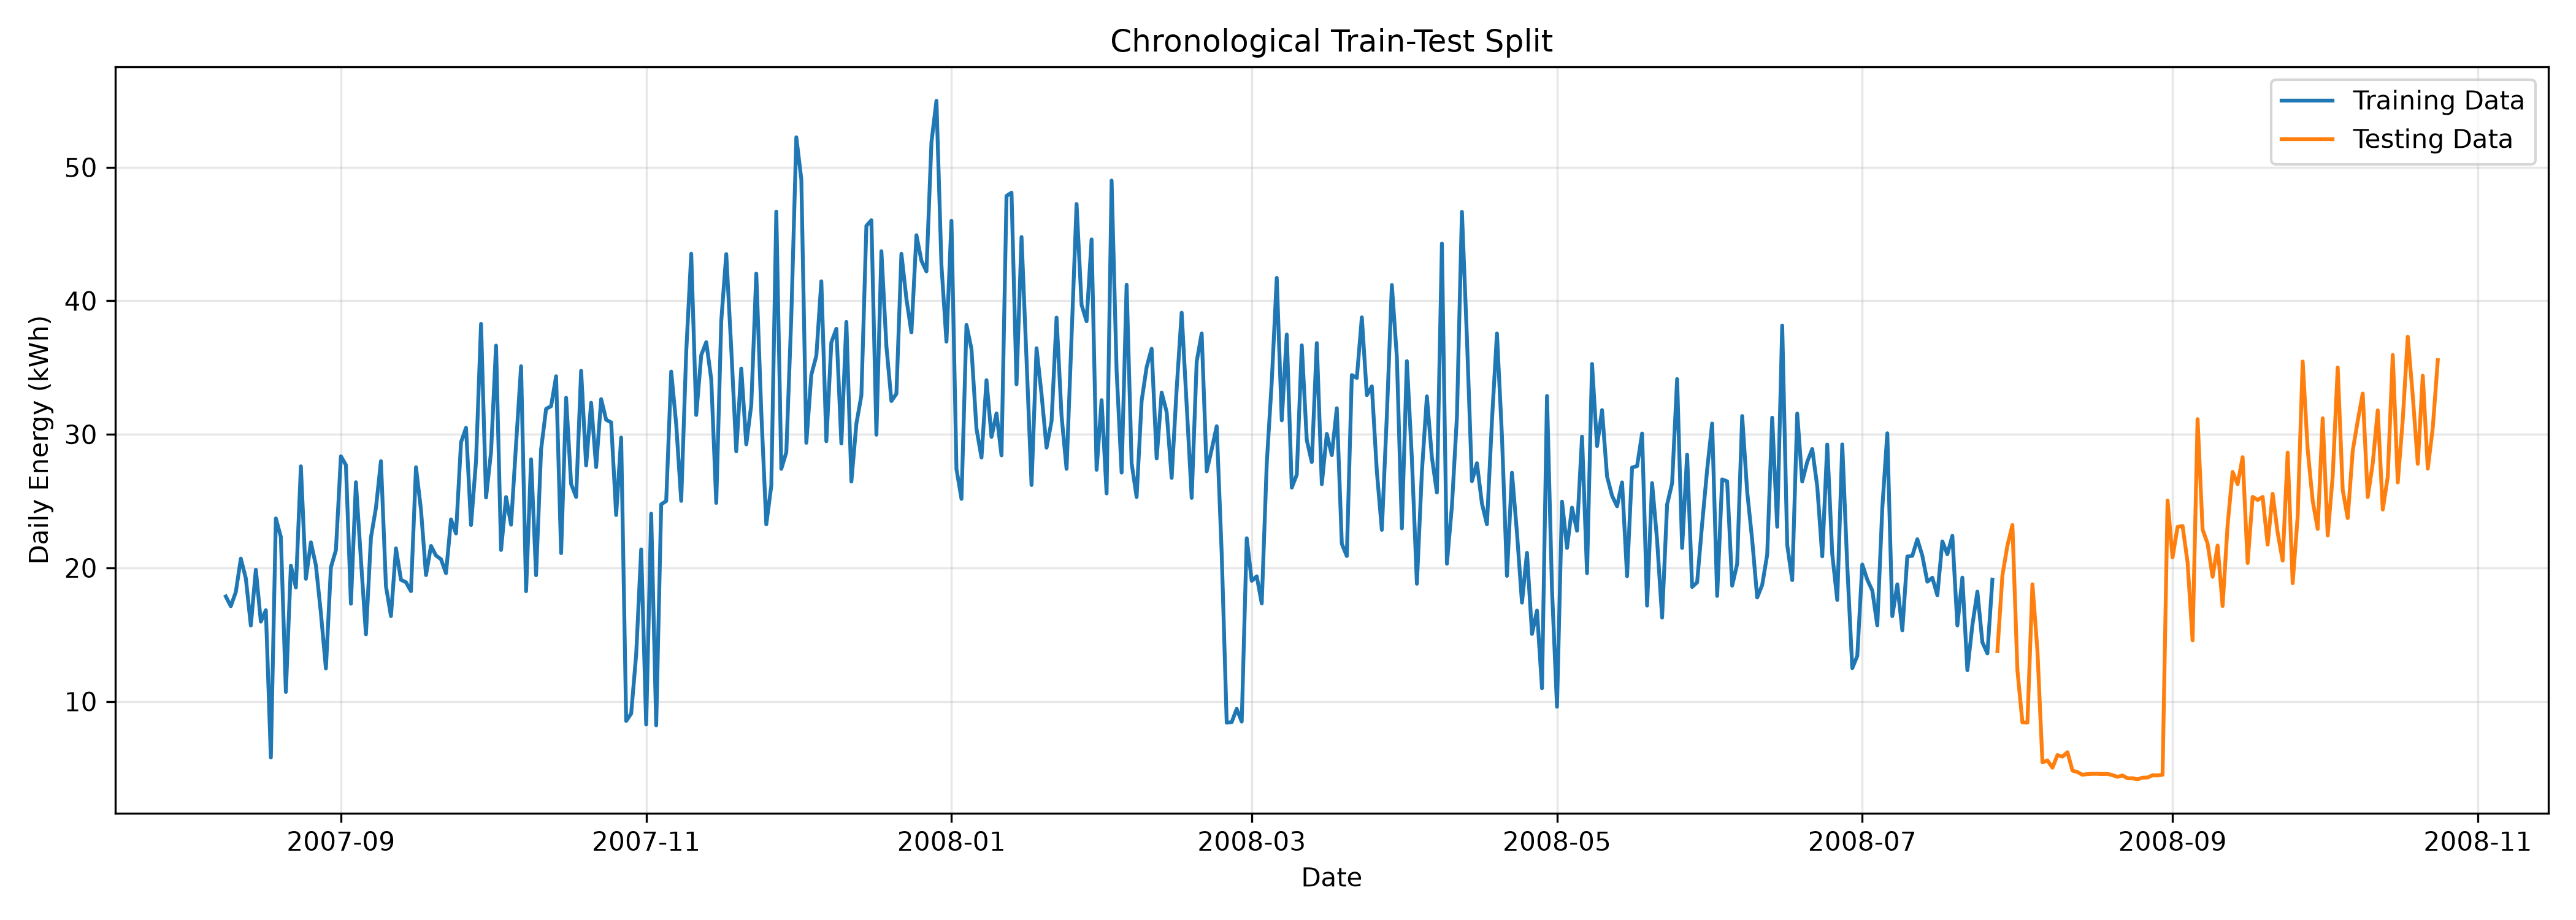 Chronological Train-Test Split
Training Data
Testing Data
Daily Energy (kWh)
50
40
30
20
10
2007-09
2007-11
2008-01
2008-03
2008-05
2008-07
2008-09
2008-11
Date